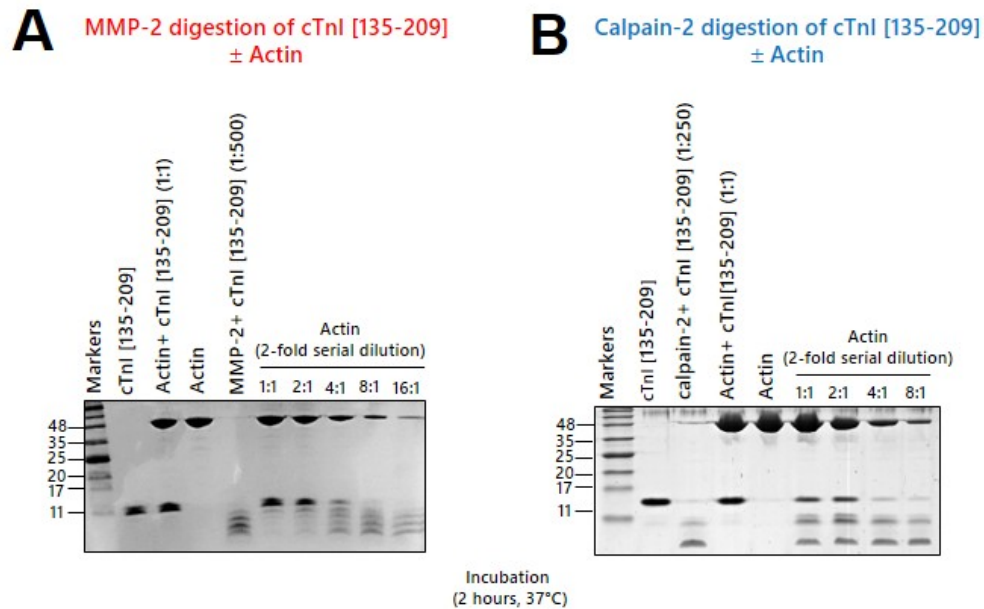 A
MMP-2 digestion of cTnI [135-209]
± Actin
Markers
cTnI [135-209]
Actin+ cTnI [135-209] (1:1)
Actin
MMP-2+ cTnI [135-209] (1:500)
Actin
(2-fold serial dilution)
1:1 2:1 4:1 8:1 16:1
48
35
25
20
17
11
B
Calpain-2 digestion of cTnI [135-209]
± Actin
Markers
cTnI [135-209]
calpain-2+ cTnI [135-209] (1:250)
Actin+ cTnI[135-209] (1:1)
Actin
Actin
(2-fold serial dilution)
1:1 2:1 4:1 8:1
48
35
25
20
17
11
Incubation
(2 hours, 37°C)